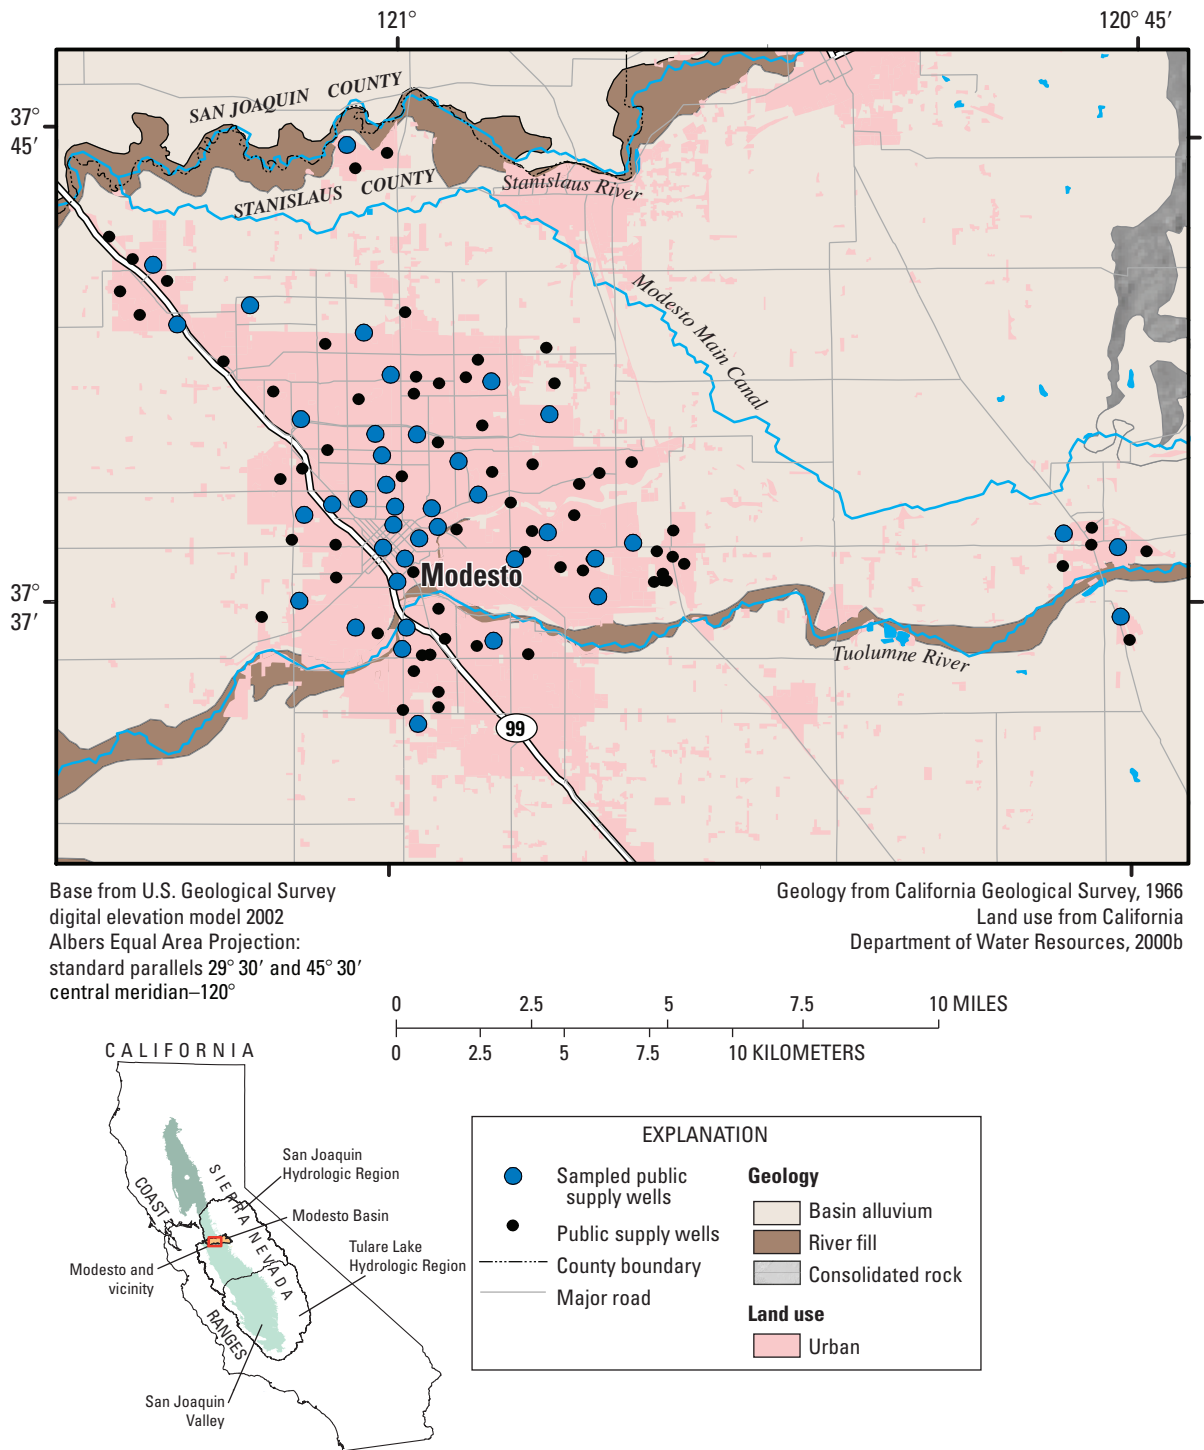 121°
120° 45′
37°
45′
SAN JOAQUIN COUNTY
STANISLAUS COUNTY
Stanislaus River
Modesto Main Canal
Modesto
37°
37′
Tuolumne River
99
Base from U.S. Geological Survey
digital elevation model 2002
Albers Equal Area Projection:
standard parallels 29° 30′ and 45° 30′
central meridian–120°
Geology from California Geological Survey, 1966
Land use from California
Department of Water Resources, 2000b
0 2.5 5 7.5 10 MILES
0 2.5 5 7.5 10 KILOMETERS
CALIFORNIA
San Joaquin
Hydrologic Region
SIERRA NEVADA
COAST
RANGES
Modesto Basin
Tulare Lake
Hydrologic Region
Modesto and
vicinity
San Joaquin
Valley
EXPLANATION
Sampled public
supply wells
Public supply wells
County boundary
Major road
Geology
Basin alluvium
River fill
Consolidated rock
Land use
Urban